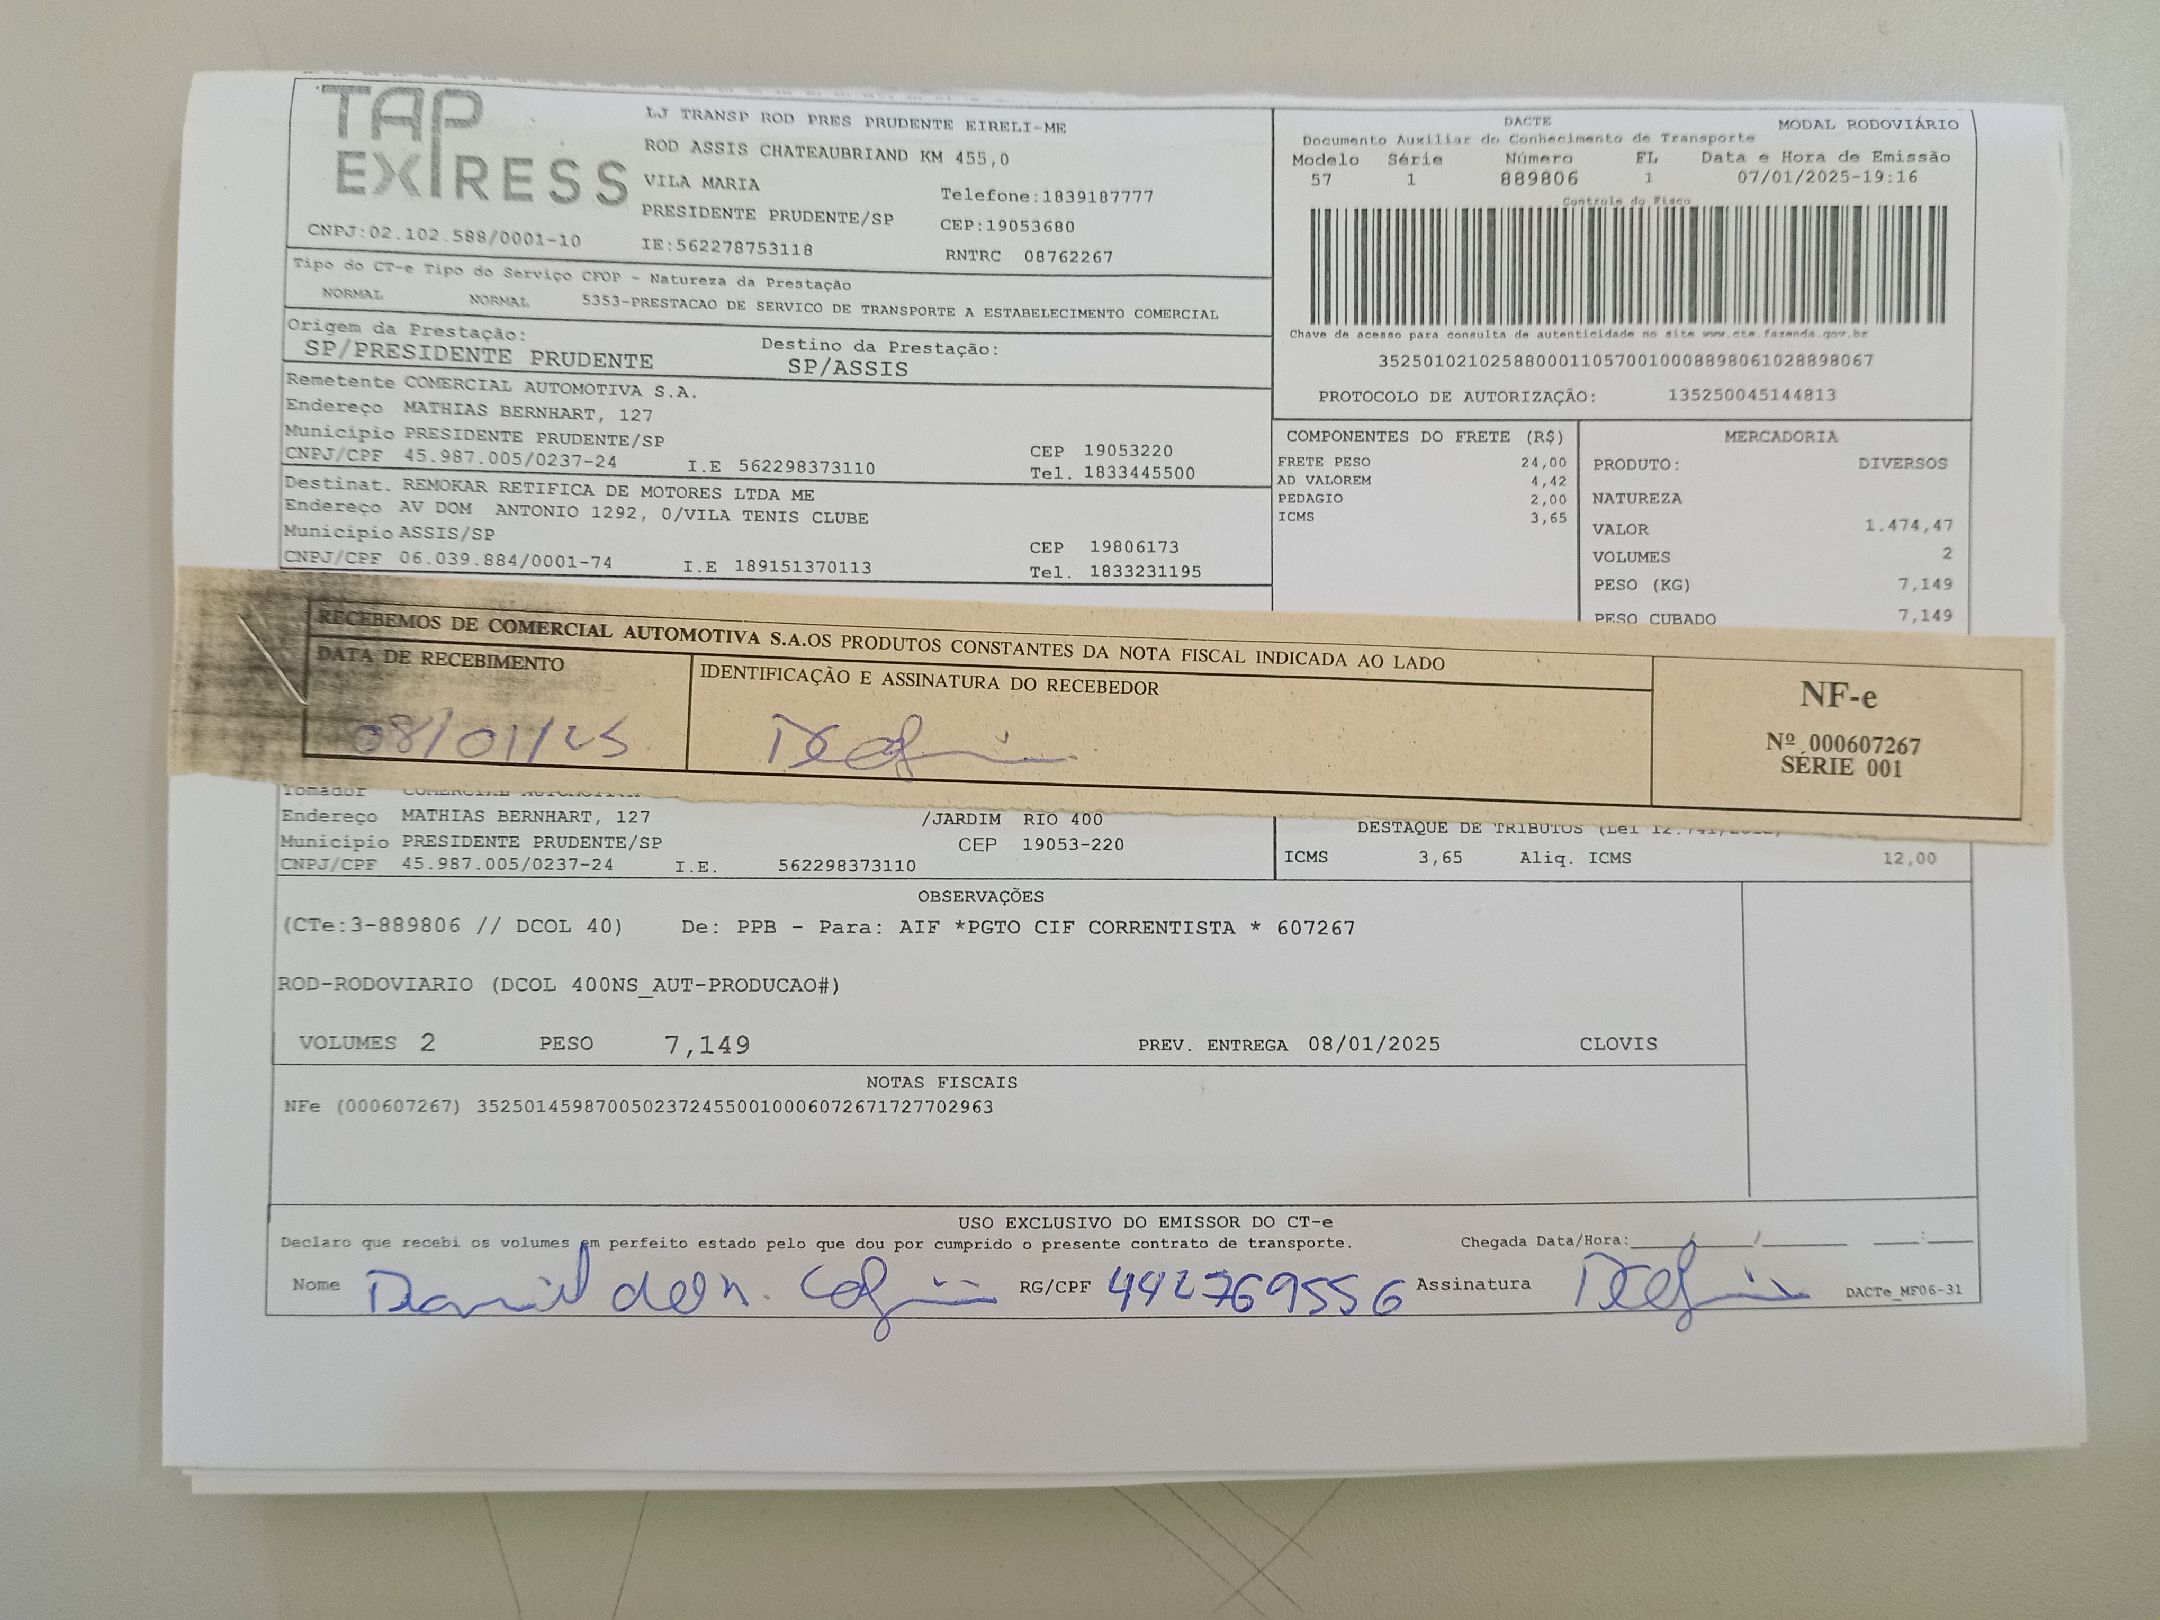 TAP EXPRESS
LJ TRANSP ROD PRES PRUDENTE EIRELI-ME
ROD ASSIS CHATEAUBRIAND KM 455,0
VILA MARIA
Telefone:1839187777
PRESIDENTE PRUDENTE/SP
CEP:19053680
CNPJ:02.102.588/0001-10
IE:562278753118
RNTRC 08762267
DACTE
MODAL RODOVIÁRIO
Documento Auxiliar do Conhecimento de Transporte
Modelo Série Número FL Data e Hora de Emissão
57 1 889806 1 07/01/2025-19:16
Controle do Fisco
Chave de acesso para consulta de autenticidade no site www.cte.fazenda.gov.br
35250102102588000110570010008898061028898067
PROTOCOLO DE AUTORIZAÇÃO: 135250045144813
Tipo do CT-e Tipo do Serviço CFOP - Natureza da Prestação
NORMAL NORMAL 5353-PRESTACAO DE SERVICO DE TRANSPORTE A ESTABELECIMENTO COMERCIAL
Origem da Prestação: Destino da Prestação:
SP/PRESIDENTE PRUDENTE SP/ASSIS
Remetente COMERCIAL AUTOMOTIVA S.A.
Endereço MATHIAS BERNHART, 127
Município PRESIDENTE PRUDENTE/SP CEP 19053220
CNPJ/CPF 45.987.005/0237-24 I.E 562298373110 Tel. 1833445500
Destinat. REMOKAR RETIFICA DE MOTORES LTDA ME
Endereço AV DOM ANTONIO 1292, 0/VILA TENIS CLUBE
Município ASSIS/SP CEP 19806173
CNPJ/CPF 06.039.884/0001-74 I.E 189151370113 Tel. 1833231195
COMPONENTES DO FRETE (R$)
FRETE PESO 24,00
AD VALOREM 4,42
PEDAGIO 2,00
ICMS 3,65
MERCADORIA
PRODUTO: DIVERSOS
NATUREZA
VALOR 1.474,47
VOLUMES 2
PESO (KG) 7,149
PESO CUBADO 7,149
RECEBEMOS DE COMERCIAL AUTOMOTIVA S.A.OS PRODUTOS CONSTANTES DA NOTA FISCAL INDICADA AO LADO
DATA DE RECEBIMENTO
IDENTIFICAÇÃO E ASSINATURA DO RECEBEDOR
08/01/25
NF-e
Nº 000607267
SÉRIE 001
Tomador COMERCIAL AUTOMOTIVA
Endereço MATHIAS BERNHART, 127 /JARDIM RIO 400
Município PRESIDENTE PRUDENTE/SP CEP 19053-220
CNPJ/CPF 45.987.005/0237-24 I.E. 562298373110
DESTAQUE DE TRIBUTOS (Lei 12.741/2012)
ICMS 3,65 Aliq. ICMS 12,00
OBSERVAÇÕES
(CTe:3-889806 // DCOL 40) De: PPB - Para: AIF *PGTO CIF CORRENTISTA * 607267
ROD-RODOVIARIO (DCOL 400NS_AUT-PRODUCAO#)
VOLUMES 2 PESO 7,149 PREV. ENTREGA 08/01/2025 CLOVIS
NOTAS FISCAIS
NFe (000607267) 35250145987005023724550010006072671727702963
USO EXCLUSIVO DO EMISSOR DO CT-e
Declaro que recebi os volumes em perfeito estado pelo que dou por cumprido o presente contrato de transporte. Chegada Data/Hora:___/___/___ ___:___
Nome Daniel RG/CPF 442769556 Assinatura
DACTe_MF06-31